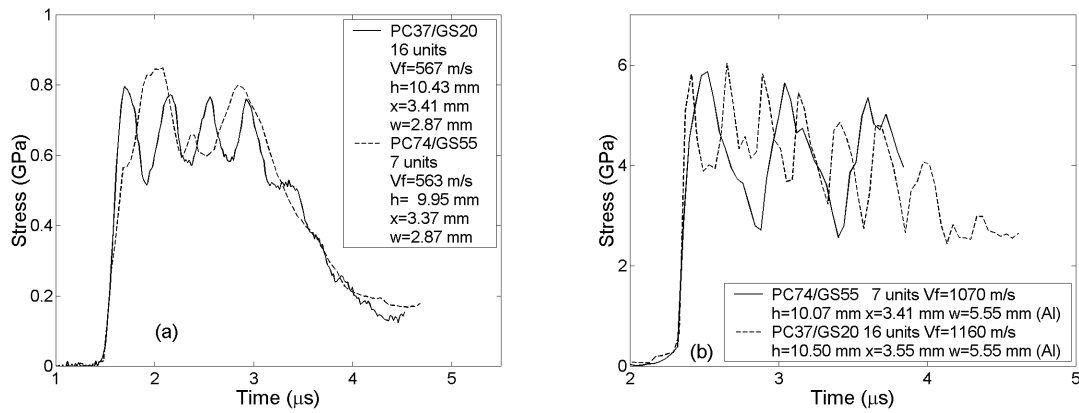 1
0.8
0.6
0.4
0.2
0
Stress (GPa)
1 2 3 4 5
Time (μs)
(a)
PC37/GS20
16 units
Vf=567 m/s
h=10.43 mm
x=3.41 mm
w=2.87 mm
PC74/GS55
7 units
Vf=563 m/s
h= 9.95 mm
x=3.37 mm
w=2.87 mm
6
4
2
0
Stress (GPa)
2 3 4 5
Time (μs)
(b)
PC74/GS55 7 units Vf=1070 m/s
h=10.07 mm x=3.41 mm w=5.55 mm (Al)
PC37/GS20 16 units Vf=1160 m/s
h=10.50 mm x=3.55 mm w=5.55 mm (Al)